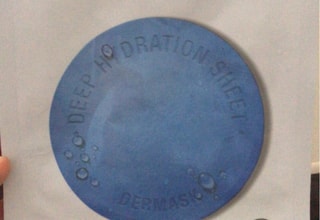 DEEP HYDRATION SHEET
DERMASK